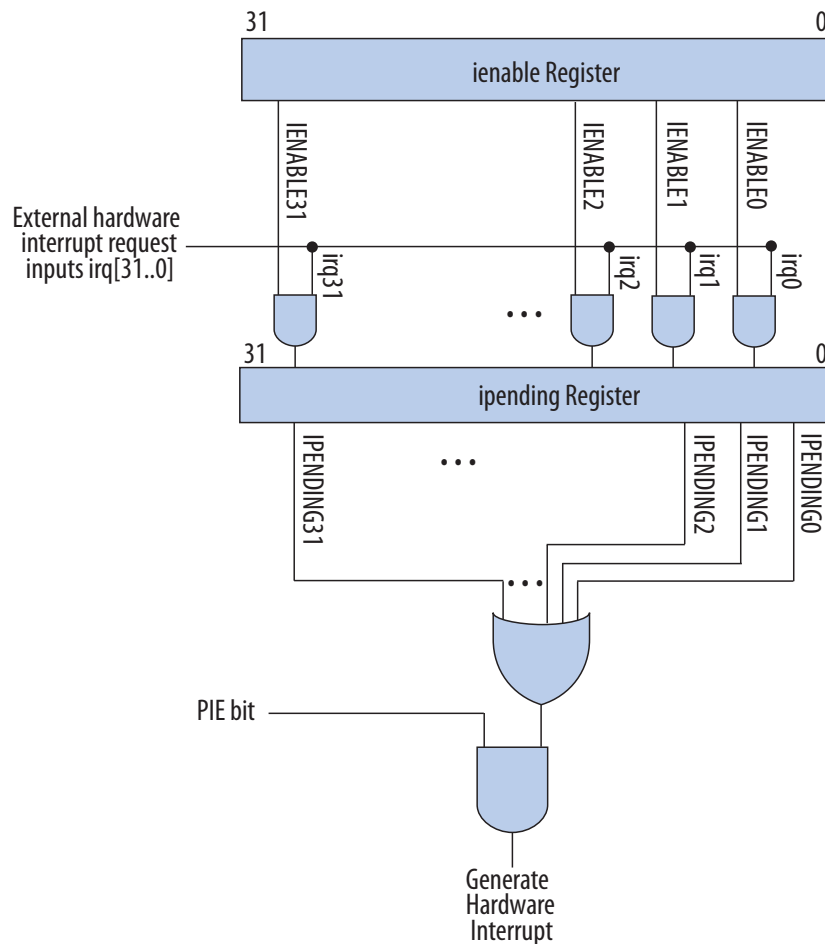 31
0
ienable Register
IENABLE31
IENABLE2
IENABLE1
IENABLE0
External hardware
interrupt request
inputs irq[31..0]
irq31
irq2
irq1
irq0
...
31
0
ipending Register
IPENDING31
...
IPENDING2
IPENDING1
IPENDING0
...
PIE bit
Generate
Hardware
Interrupt